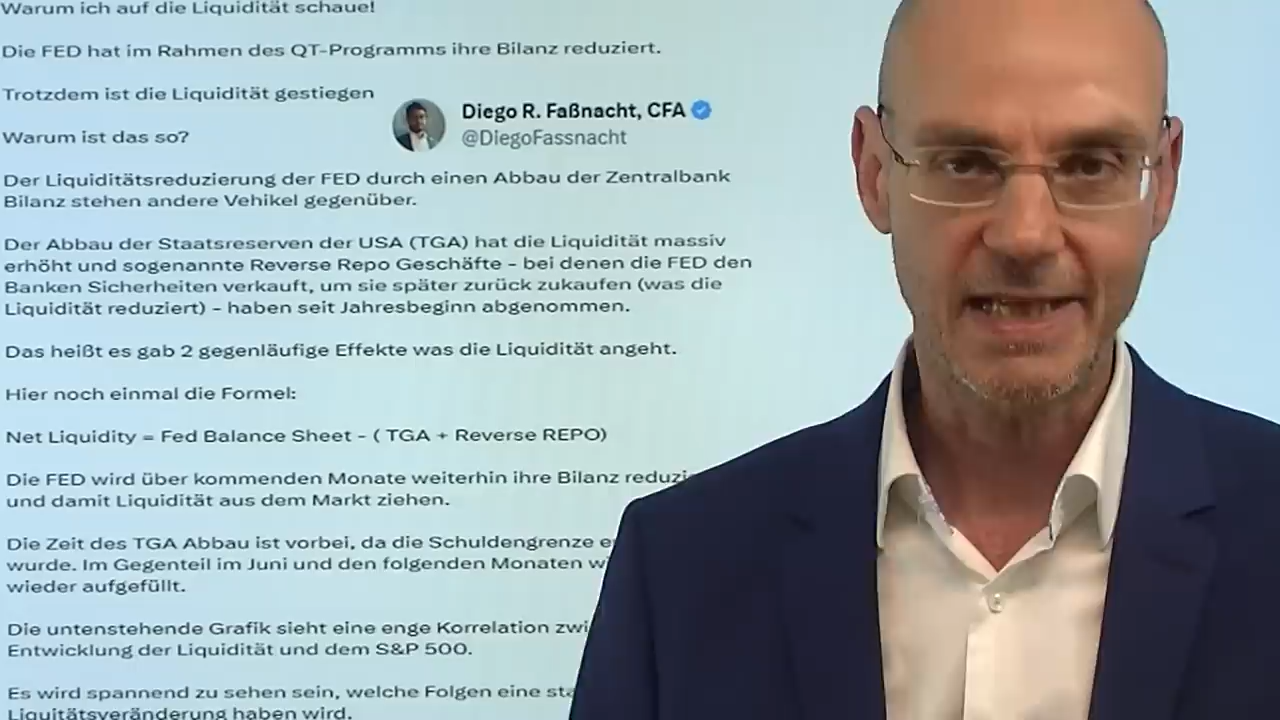 Warum ich auf die Liquidität schaue!
Die FED hat im Rahmen des QT-Programms ihre Bilanz reduziert.
Trotzdem ist die Liquidität gestiegen
Diego R. Faßnacht, CFA
@DiegoFassnacht
Warum ist das so?
Der Liquiditätsreduzierung der FED durch einen Abbau der Zentralbank
Bilanz stehen andere Vehikel gegenüber.
Der Abbau der Staatsreserven der USA (TGA) hat die Liquidität massiv
erhöht und sogenannte Reverse Repo Geschäfte - bei denen die FED den
Banken Sicherheiten verkauft, um sie später zurück zukaufen (was die
Liquidität reduziert) - haben seit Jahresbeginn abgenommen.
Das heißt es gab 2 gegenläufige Effekte was die Liquidität angeht.
Hier noch einmal die Formel:
Net Liquidity = Fed Balance Sheet - ( TGA + Reverse REPO)
Die FED wird über kommenden Monate weiterhin ihre Bilanz reduzi
und damit Liquidität aus dem Markt ziehen.
Die Zeit des TGA Abbau ist vorbei, da die Schuldengrenze
wurde. Im Gegenteil im Juni und den folgenden Monaten
wieder aufgefüllt.
Die untenstehende Grafik sieht eine enge Korrelation
Entwicklung der Liquidität und dem S&P 500.
Es wird spannend zu sehen sein, welche Folgen eine
Liquitätsveränderung haben wird.